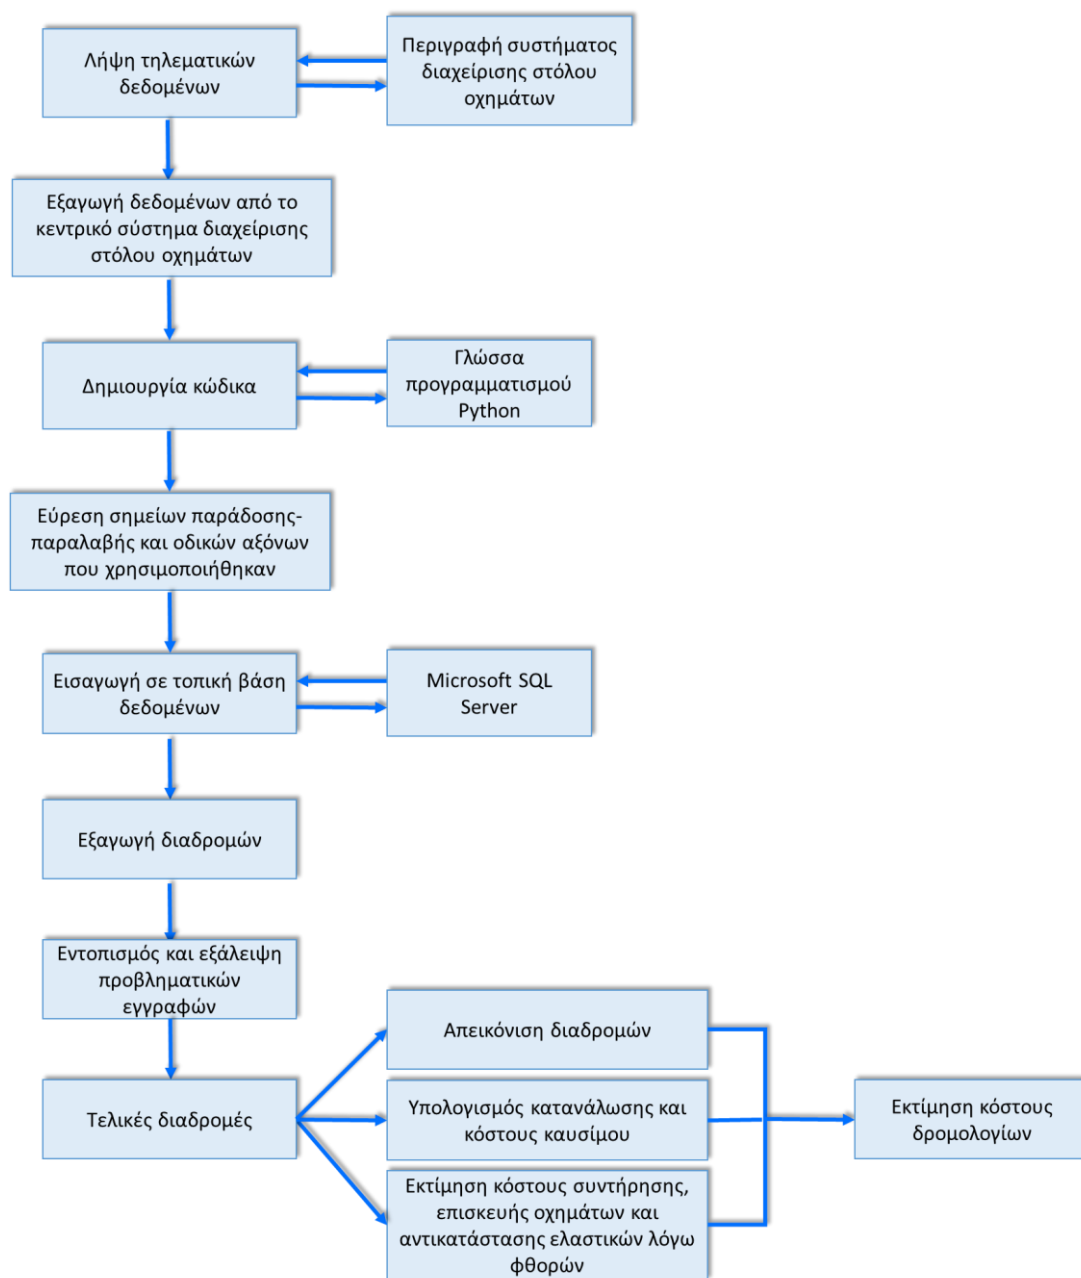 Λήψη τηλεματικών
δεδομένων
Περιγραφή συστήματος
διαχείρισης στόλου
οχημάτων
Εξαγωγή δεδομένων από το
κεντρικό σύστημα διαχείρισης
στόλου οχημάτων
Δημιουργία κώδικα
Γλώσσα
προγραμματισμού
Python
Εύρεση σημείων παράδοσης-
παραλαβής και οδικών αξόνων
που χρησιμοποιήθηκαν
Εισαγωγή σε τοπική βάση
δεδομένων
Microsoft SQL
Server
Εξαγωγή διαδρομών
Εντοπισμός και εξάλειψη
προβληματικών
εγγραφών
Τελικές διαδρομές
Απεικόνιση διαδρομών
Υπολογισμός κατανάλωσης και
κόστους καυσίμου
Εκτίμηση κόστους συντήρησης,
επισκευής οχημάτων και
αντικατάστασης ελαστικών λόγω
φθορών
Εκτίμηση κόστους
δρομολογίων